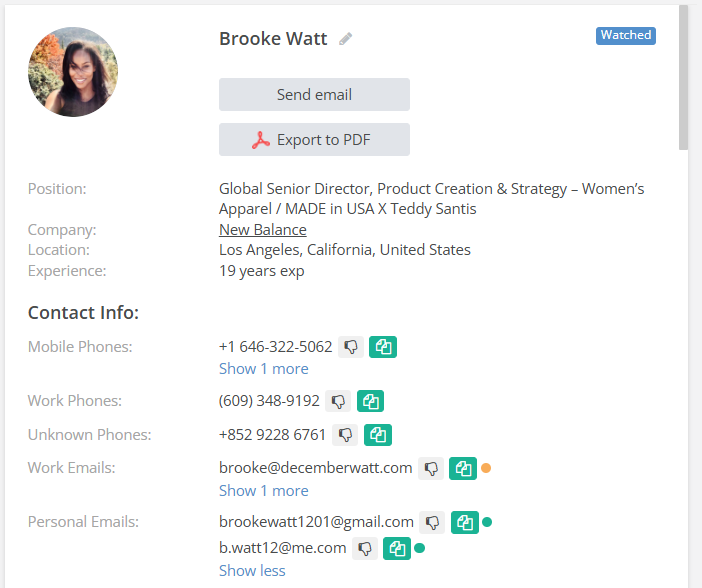 Brooke Watt
Watched
Send email
Export to PDF
Position: Global Senior Director, Product Creation & Strategy – Women’s
Apparel / MADE in USA X Teddy Santis
Company: New Balance
Location: Los Angeles, California, United States
Experience: 19 years exp
Contact Info:
Mobile Phones: +1 646-322-5062
Show 1 more
Work Phones: (609) 348-9192
Unknown Phones: +852 9228 6761
Work Emails: brooke@decemberwatt.com
Show 1 more
Personal Emails: brookewatt1201@gmail.com
b.watt12@me.com
Show less